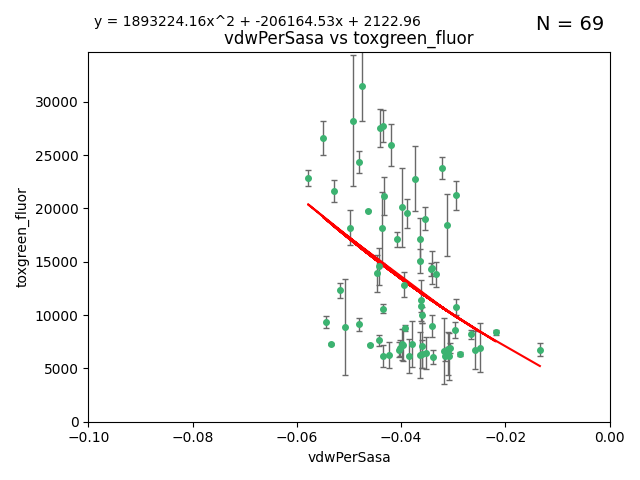 y = 1893224.16x^2 + -206164.53x + 2122.96
N = 69
vdwPerSasa vs toxgreen_fluor
30000
25000
20000
15000
10000
5000
0
toxgreen_fluor
−0.10 −0.08 −0.06 −0.04 −0.02 0.00
vdwPerSasa